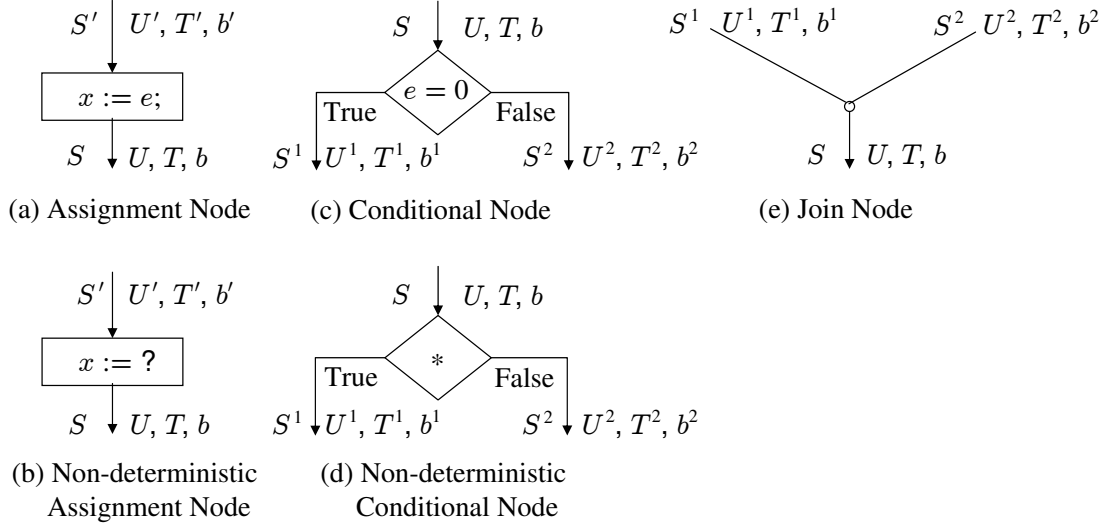 S′ U′, T′, b′
x := e;
S U, T, b
(a) Assignment Node
S U, T, b
e = 0
True False
S¹ U¹, T¹, b¹ S² U², T², b²
(c) Conditional Node
S¹ U¹, T¹, b¹ S² U², T², b²
S U, T, b
(e) Join Node
S′ U′, T′, b′
x := ?
S U, T, b
(b) Non-deterministic
Assignment Node
S U, T, b
*
True False
S¹ U¹, T¹, b¹ S² U², T², b²
(d) Non-deterministic
Conditional Node